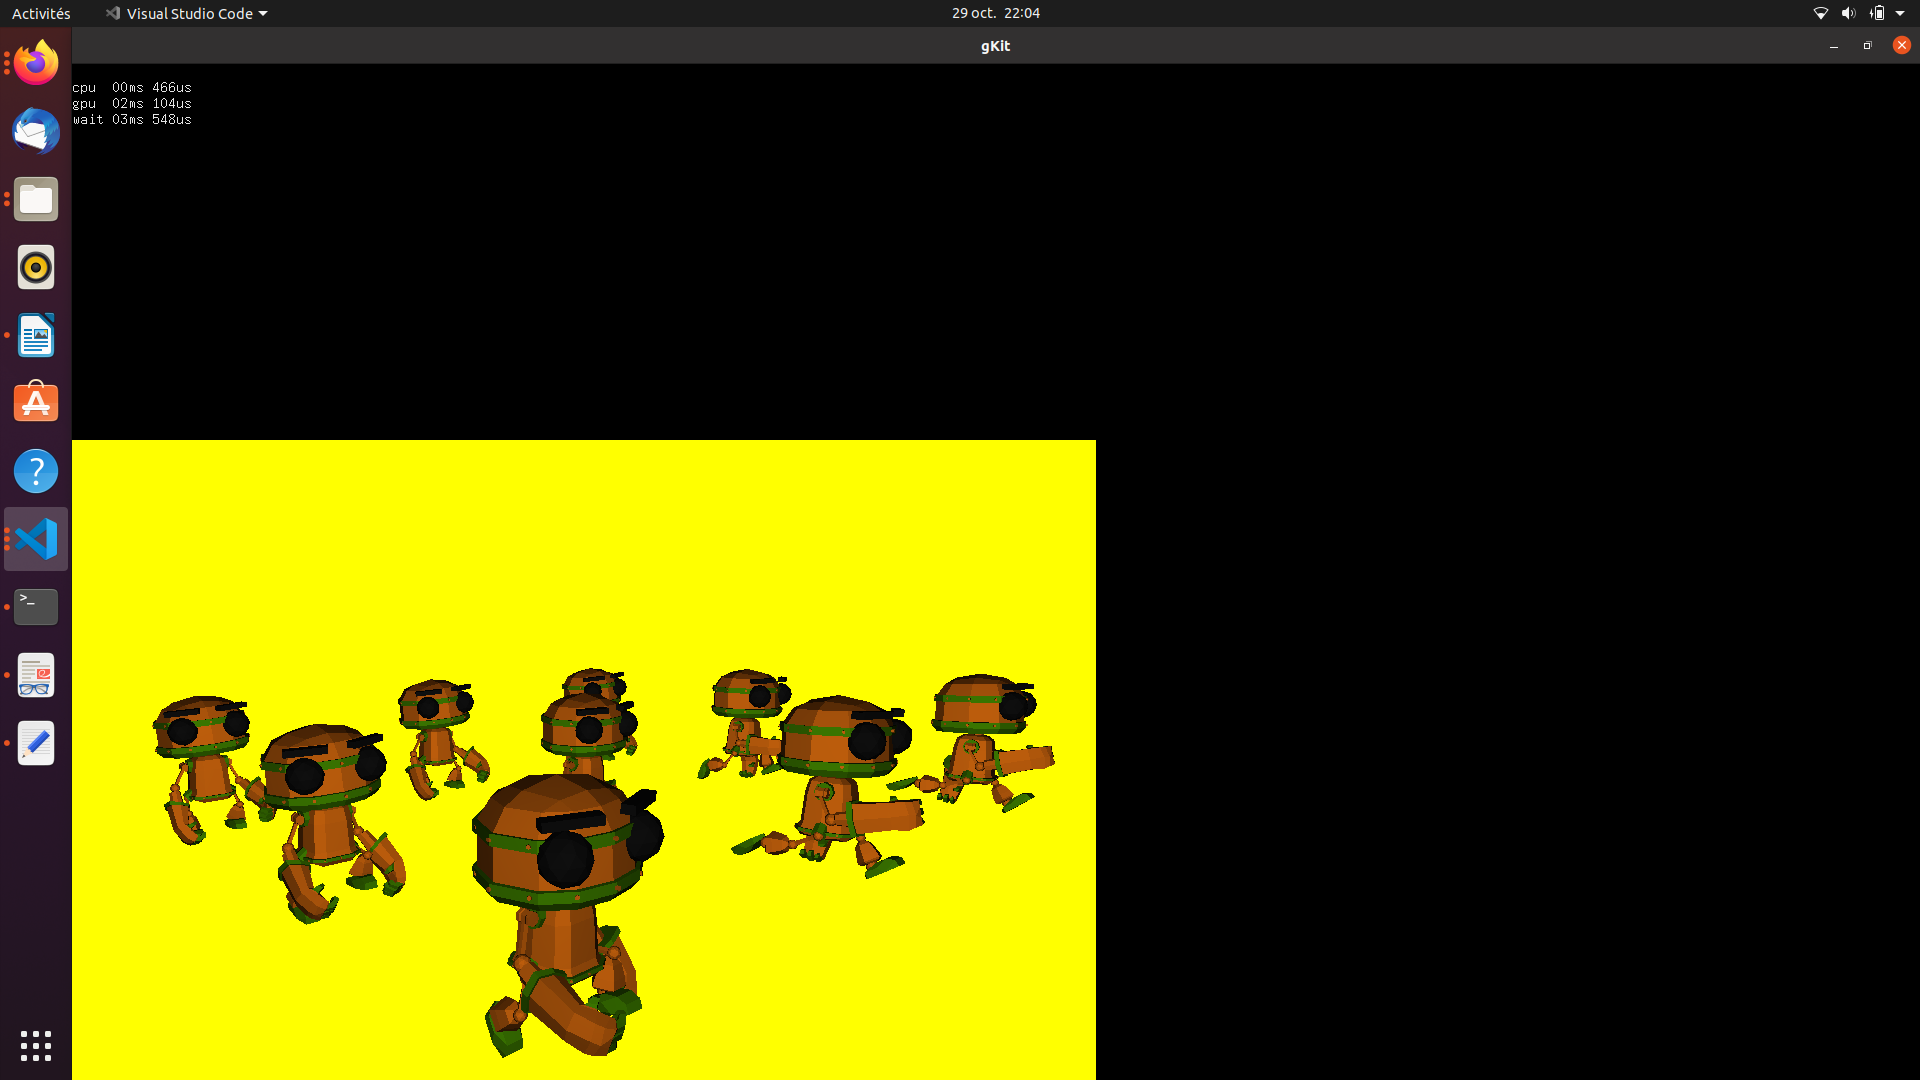 Activités
Visual Studio Code
29 oct. 22:04
gKit
cpu 00ms 466us
gpu 02ms 104us
wait 03ms 548us